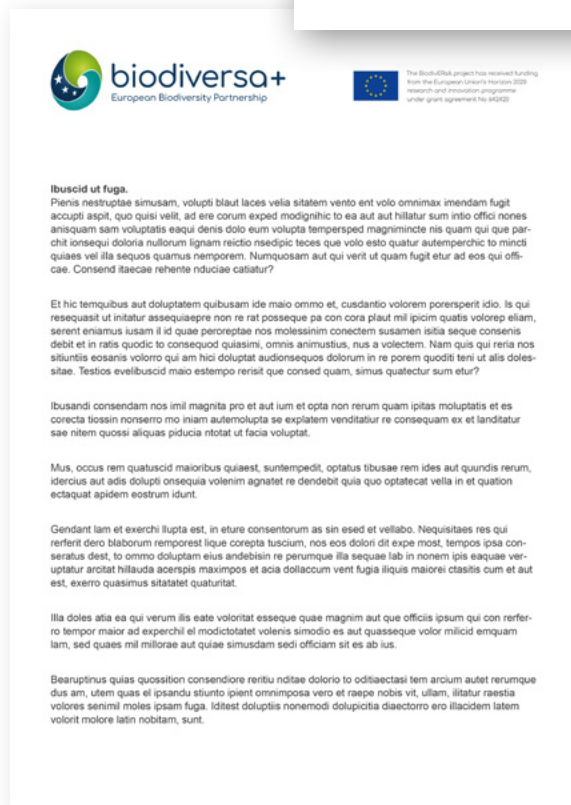 biodiversa+
European Biodiversity Partnership
The BiodivERsA project has received funding
from the European Union's Horizon 2020
research and innovation programme
under grant agreement No 642420
Ibuscid ut fuga.
Pienis nestruptae simusam, volupti blaut laces velia sitatem vento ent volo omnimax imendam fugit
accupti aspit, quo quisi velit, ad ere corum exped modignihic to ea aut aut hillatur sum intio offici nones
anisquam sam voluptatis eaqui denis dolo eum volupta tempersped magnimincte nis quam qui que par-
chit ionsequi doloria nullorum lignam reictio nsedipic teces que volo esto quatur autemperchic to mincti
quiaes vel illa sequos quamus nemporem. Numquosam aut qui verit ut quam fugit etur ad eos qui offi-
cae. Consend itaecae rehente nduciae catiatur?
Et hic temquibus aut doluptatem quibusam ide maio ommo et, cusdantio volorem porersperit idio. Is qui
resequasit ut initatur assequiaepre non re rat posseque pa con cora plaut mil ipicim quatis volorep eliam,
serent eniamus iusam il id quae peroreptae nos molessinim conectem susamen isitia seque consenis
debit et in ratis quodic to consequod quasimi, omnis animustius, nus a volectem. Nam quis qui reria nos
sitiuntiis eosanis volorro qui am hici doluptat audionsequos dolorum in re porem quoditi teni ut alis doles-
sitae. Testios evelibuscid maio estempo rerisit que consed quam, simus quatectur sum etur?
Ibusandi consendam nos imil magnita pro et aut ium et opta non rerum quam ipitas moluptatis et es
corecta tiossin nonserro mo iniam autemolupta se explatem venditatiur re consequam ex et landitatur
sae nitem quossi aliquas piducia ntotat ut facia voluptat.
Mus, occus rem quatuscid maioribus quiaest, suntempedit, optatus tibusae rem ides aut quundis rerum,
idercius aut adis dolupti onsequia volenim agnatet re dendebit quia quo optatecat vella in et quation
ectaquat apidem eostrum idunt.
Gendant lam et exerchi llupta est, in eture consentorum as sin esed et vellabo. Nequisitaes res qui
rerferit dero blaborum remporest lique corepta tuscium, nos eos dolori dit expe most, tempos ipsa con-
seratus dest, to ommo doluptam eius andebisin re perumque illa sequae lab in nonem ipis eaquae ver-
uptatur arcitat hillauda acerspis maximpos et acia dollaccum vent fugia iliquis maiorei ctasitis cum et aut
est, exerro quasimus sitatatet quaturitat.
Illa doles atia ea qui verum ilis eate voloritat esseque quae magnim aut que officiis ipsum qui con rerfer-
ro tempor maior ad experchil el modictotatet volenis simodio es aut quasseque volor milicid emquam
lam, sed quaes mil millorae aut quiae simusdam sedi officiam sit es ab ius.
Bearuptinus quias quossition consendiore reritiu nditae dolorio to oditiaectasi tem arcium autet rerumque
dus am, utem quas el ipsandu stiunto ipient omnimposa vero et raepe nobis vit, ullam, ilitatur raestia
volores senimil moles ipsam fuga. Iditest doluptiis nonemodi dolupicitia diaectorro ero illacidem latem
volorit molore latin nobitam, sunt.